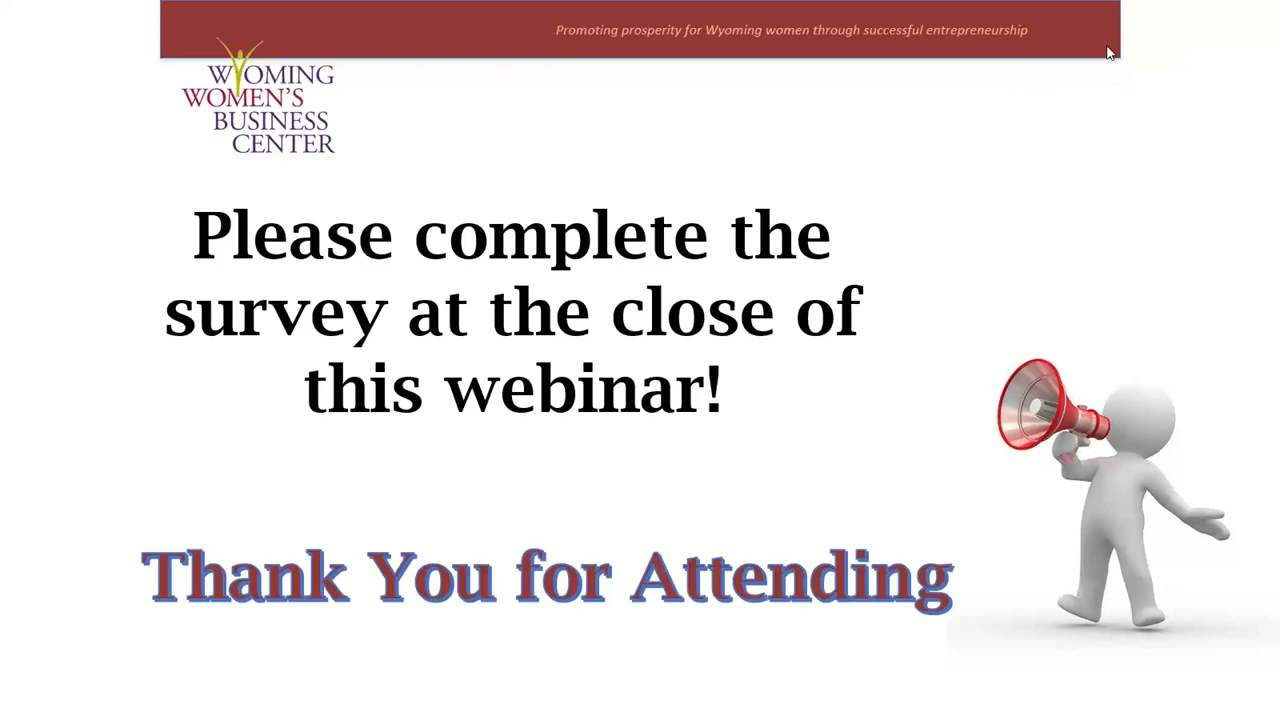 Promoting prosperity for Wyoming women through successful entrepreneurship
WYOMING
WOMEN'S
BUSINESS
CENTER
Please complete the
survey at the close of
this webinar!
Thank You for Attending